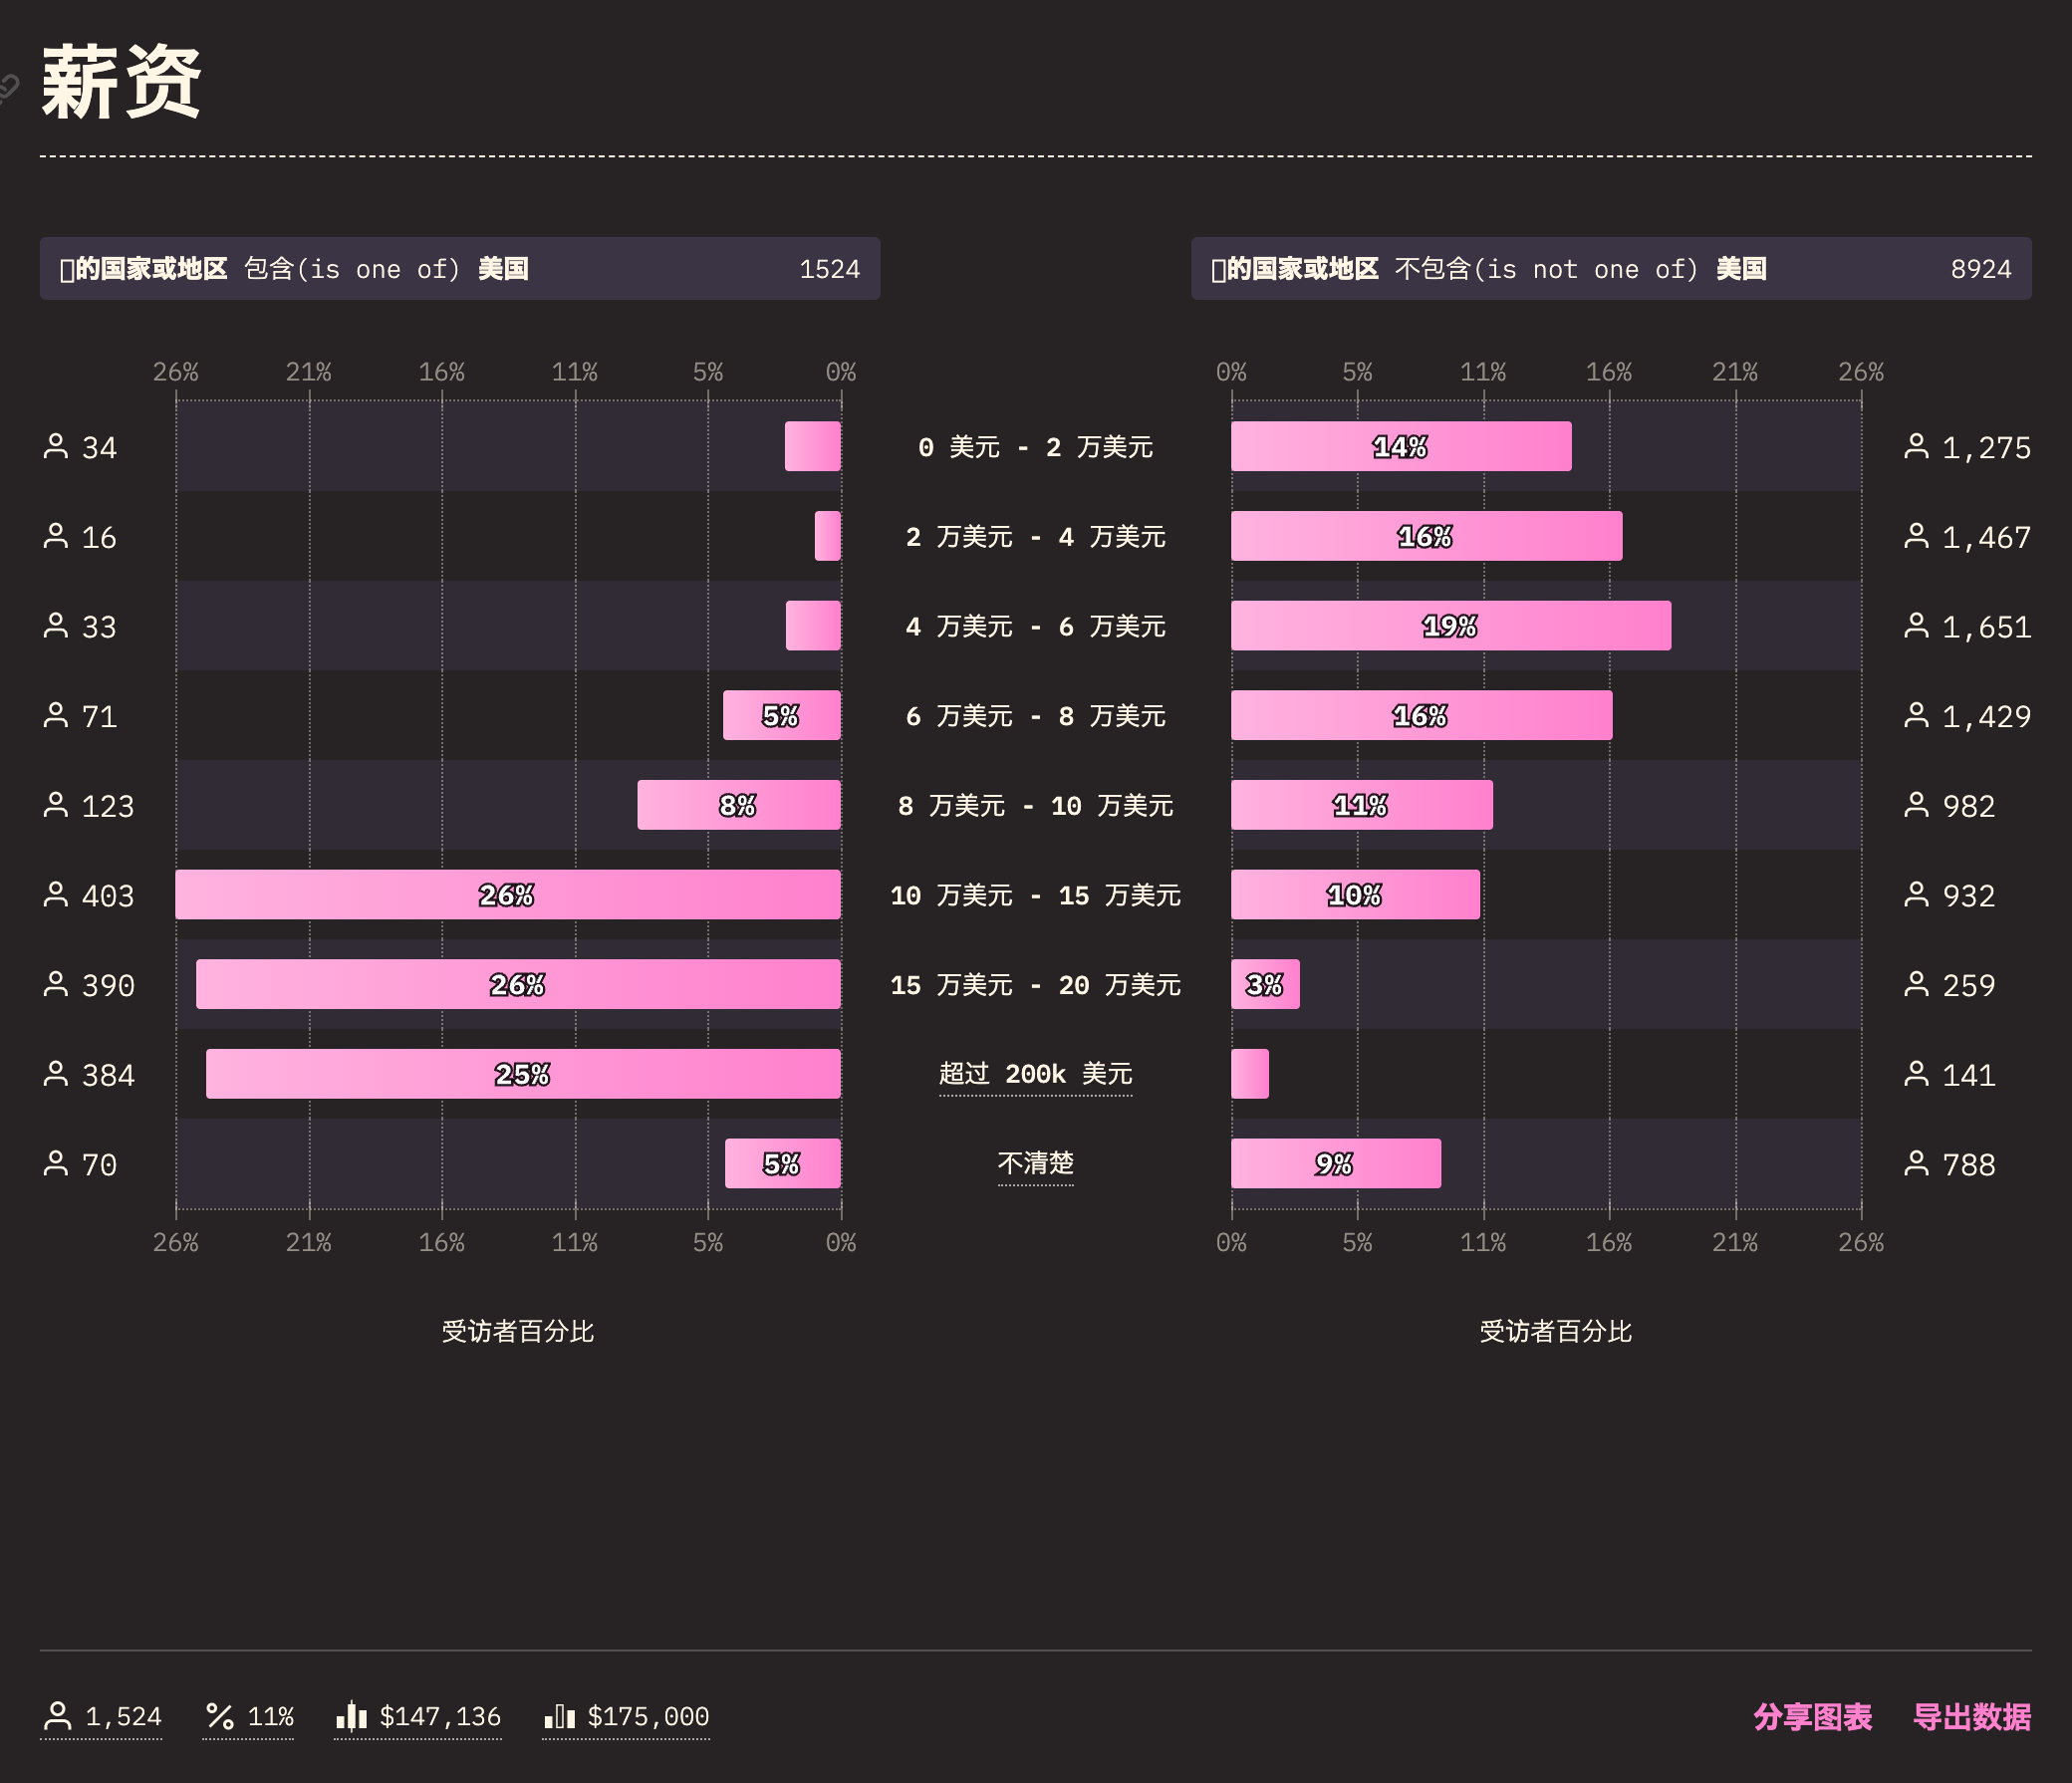 薪资
的国家或地区 包含(is one of) 美国 1524
的国家或地区 不包含(is not one of) 美国 8924
26% 21% 16% 11% 5% 0%
0% 5% 11% 16% 21% 26%
34 0 美元 - 2 万美元 14% 1,275
16 2 万美元 - 4 万美元 16% 1,467
33 4 万美元 - 6 万美元 19% 1,651
71 5% 6 万美元 - 8 万美元 16% 1,429
123 8% 8 万美元 - 10 万美元 11% 982
403 26% 10 万美元 - 15 万美元 10% 932
390 26% 15 万美元 - 20 万美元 3% 259
384 25% 超过 200k 美元 141
70 5% 不清楚 9% 788
26% 21% 16% 11% 5% 0%
0% 5% 11% 16% 21% 26%
受访者百分比
受访者百分比
1,524 11% $147,136 $175,000
分享图表 导出数据